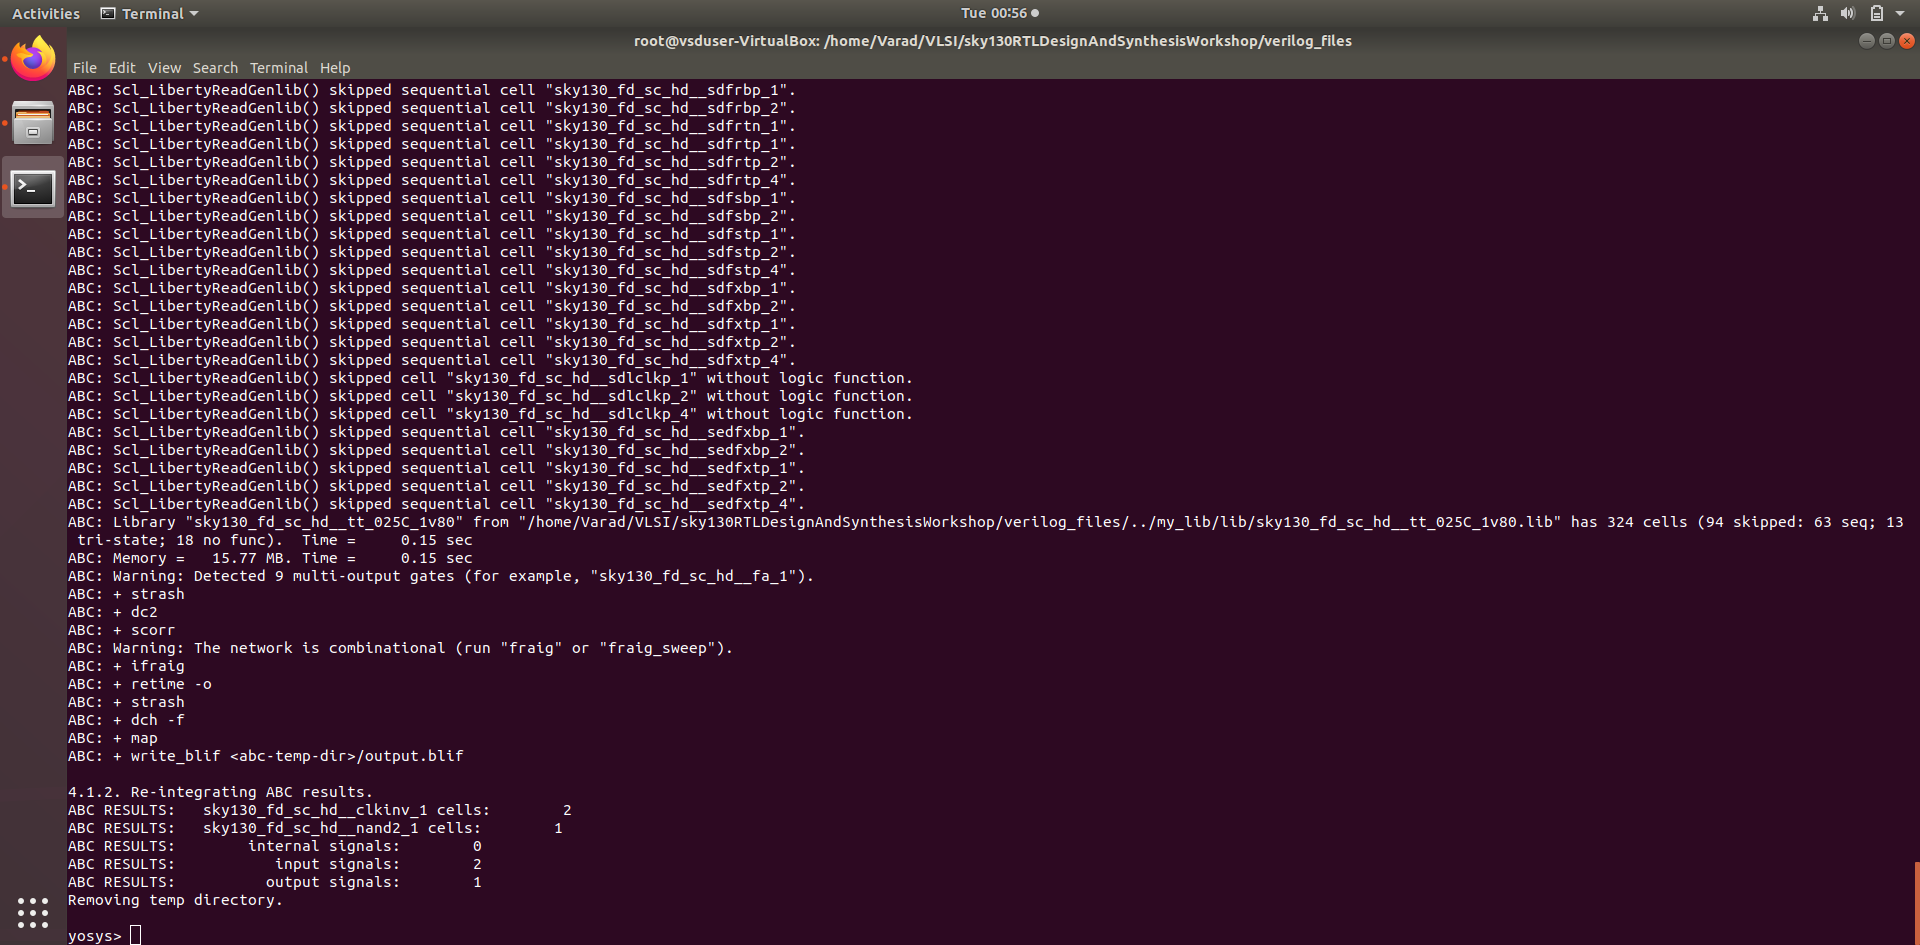 Activities Terminal Tue 00:56
root@vsduser-VirtualBox: /home/Varad/VLSI/sky130RTLDesignAndSynthesisWorkshop/verilog_files
File Edit View Search Terminal Help
ABC: Scl_LibertyReadGenlib() skipped sequential cell "sky130_fd_sc_hd__sdfrbp_1".
ABC: Scl_LibertyReadGenlib() skipped sequential cell "sky130_fd_sc_hd__sdfrbp_2".
ABC: Scl_LibertyReadGenlib() skipped sequential cell "sky130_fd_sc_hd__sdfrtn_1".
ABC: Scl_LibertyReadGenlib() skipped sequential cell "sky130_fd_sc_hd__sdfrtp_1".
ABC: Scl_LibertyReadGenlib() skipped sequential cell "sky130_fd_sc_hd__sdfrtp_2".
ABC: Scl_LibertyReadGenlib() skipped sequential cell "sky130_fd_sc_hd__sdfrtp_4".
ABC: Scl_LibertyReadGenlib() skipped sequential cell "sky130_fd_sc_hd__sdfsbp_1".
ABC: Scl_LibertyReadGenlib() skipped sequential cell "sky130_fd_sc_hd__sdfsbp_2".
ABC: Scl_LibertyReadGenlib() skipped sequential cell "sky130_fd_sc_hd__sdfstp_1".
ABC: Scl_LibertyReadGenlib() skipped sequential cell "sky130_fd_sc_hd__sdfstp_2".
ABC: Scl_LibertyReadGenlib() skipped sequential cell "sky130_fd_sc_hd__sdfstp_4".
ABC: Scl_LibertyReadGenlib() skipped sequential cell "sky130_fd_sc_hd__sdfxbp_1".
ABC: Scl_LibertyReadGenlib() skipped sequential cell "sky130_fd_sc_hd__sdfxbp_2".
ABC: Scl_LibertyReadGenlib() skipped sequential cell "sky130_fd_sc_hd__sdfxtp_1".
ABC: Scl_LibertyReadGenlib() skipped sequential cell "sky130_fd_sc_hd__sdfxtp_2".
ABC: Scl_LibertyReadGenlib() skipped sequential cell "sky130_fd_sc_hd__sdfxtp_4".
ABC: Scl_LibertyReadGenlib() skipped cell "sky130_fd_sc_hd__sdlclkp_1" without logic function.
ABC: Scl_LibertyReadGenlib() skipped cell "sky130_fd_sc_hd__sdlclkp_2" without logic function.
ABC: Scl_LibertyReadGenlib() skipped cell "sky130_fd_sc_hd__sdlclkp_4" without logic function.
ABC: Scl_LibertyReadGenlib() skipped sequential cell "sky130_fd_sc_hd__sedfxbp_1".
ABC: Scl_LibertyReadGenlib() skipped sequential cell "sky130_fd_sc_hd__sedfxbp_2".
ABC: Scl_LibertyReadGenlib() skipped sequential cell "sky130_fd_sc_hd__sedfxtp_1".
ABC: Scl_LibertyReadGenlib() skipped sequential cell "sky130_fd_sc_hd__sedfxtp_2".
ABC: Scl_LibertyReadGenlib() skipped sequential cell "sky130_fd_sc_hd__sedfxtp_4".
ABC: Library "sky130_fd_sc_hd__tt_025C_1v80" from "/home/Varad/VLSI/sky130RTLDesignAndSynthesisWorkshop/verilog_files/../my_lib/lib/sky130_fd_sc_hd__tt_025C_1v80.lib" has 324 cells (94 skipped: 63 seq; 13
 tri-state; 18 no func).  Time =     0.15 sec
ABC: Memory =   15.77 MB. Time =     0.15 sec
ABC: Warning: Detected 9 multi-output gates (for example, "sky130_fd_sc_hd__fa_1").
ABC: + strash
ABC: + dc2
ABC: + scorr
ABC: Warning: The network is combinational (run "fraig" or "fraig_sweep").
ABC: + ifraig
ABC: + retime -o
ABC: + strash
ABC: + dch -f
ABC: + map
ABC: + write_blif <abc-temp-dir>/output.blif
4.1.2. Re-integrating ABC results.
ABC RESULTS:   sky130_fd_sc_hd__clkinv_1 cells:        2
ABC RESULTS:   sky130_fd_sc_hd__nand2_1 cells:        1
ABC RESULTS:        internal signals:        0
ABC RESULTS:           input signals:        2
ABC RESULTS:          output signals:        1
Removing temp directory.
yosys>